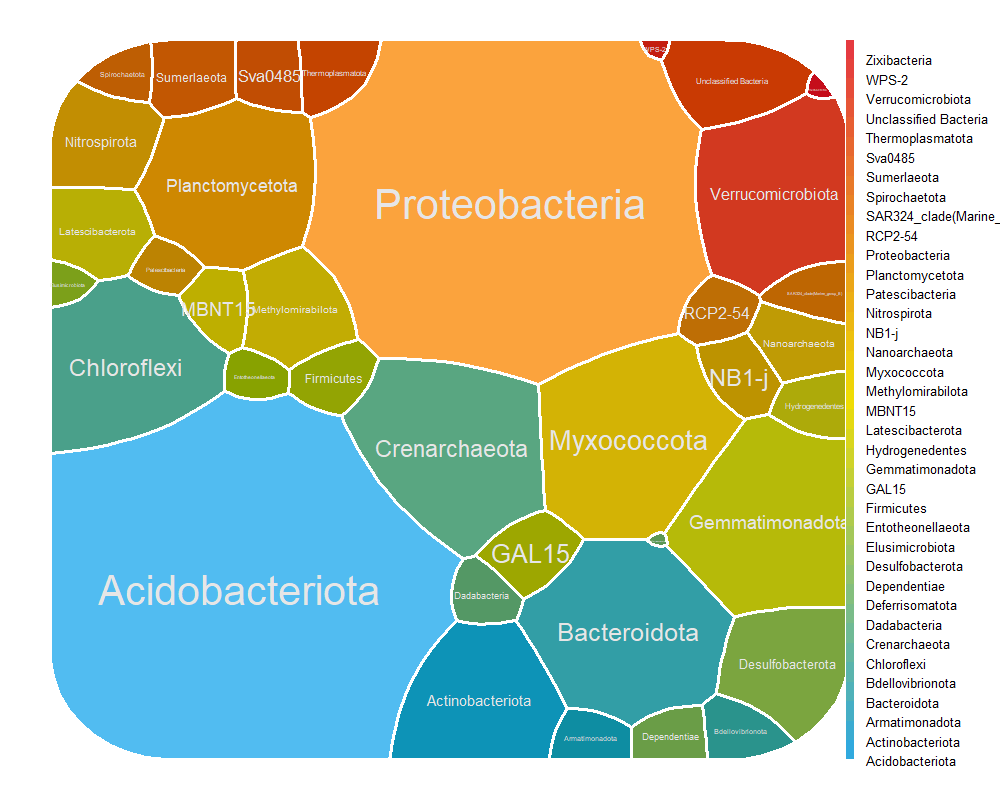 Spirochaetota
Sumerlaeota
Sva0485
Thermoplasmatota
WPS-2
Unclassified Bacteria
Nitrospirota
Planctomycetota
Proteobacteria
Verrucomicrobiota
Latescibacterota
Patescibacteria
MBNT15
Methylomirabilota
RCP2-54
Nanoarchaeota
Chloroflexi
Entotheonellaeota
Firmicutes
NB1-j
Hydrogenedentes
Crenarchaeota
Myxococcota
Gemmatimonadota
GAL15
Acidobacteriota
Dadabacteria
Bacteroidota
Desulfobacterota
Actinobacteriota
Armatimonadota
Dependentiae
Bdellovibrionota
Zixibacteria
WPS-2
Verrucomicrobiota
Unclassified Bacteria
Thermoplasmatota
Sva0485
Sumerlaeota
Spirochaetota
SAR324_clade(Marine_
RCP2-54
Proteobacteria
Planctomycetota
Patescibacteria
Nitrospirota
NB1-j
Nanoarchaeota
Myxococcota
Methylomirabilota
MBNT15
Latescibacterota
Hydrogenedentes
Gemmatimonadota
GAL15
Firmicutes
Entotheonellaeota
Elusimicrobiota
Desulfobacterota
Dependentiae
Deferrisomatota
Dadabacteria
Crenarchaeota
Chloroflexi
Bdellovibrionota
Bacteroidota
Armatimonadota
Actinobacteriota
Acidobacteriota